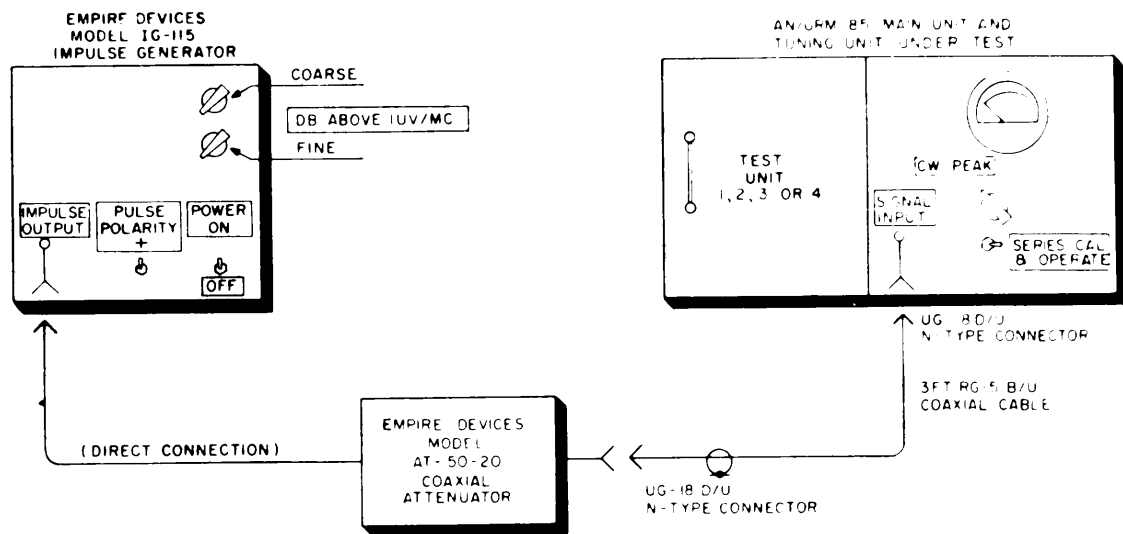 EMPIRE DEVICES
MODEL IG-115
IMPULSE GENERATOR
COARSE
DB ABOVE 1UV/MC
FINE
IMPULSE
OUTPUT
PULSE
POLARITY
+
POWER
ON
OFF
AN/URM 85 MAIN UNIT AND
TUNING UNIT UNDER TEST
TEST
UNIT
1, 2, 3 OR 4
CW PEAK
SIGNAL
INPUT
SERIES CAL
& OPERATE
UG-18D/U
N-TYPE CONNECTOR
3FT RG-5 B/U
COAXIAL CABLE
(DIRECT CONNECTION)
EMPIRE DEVICES
MODEL
AT-50-20
COAXIAL
ATTENUATOR
UG-18 D/U
N-TYPE CONNECTOR